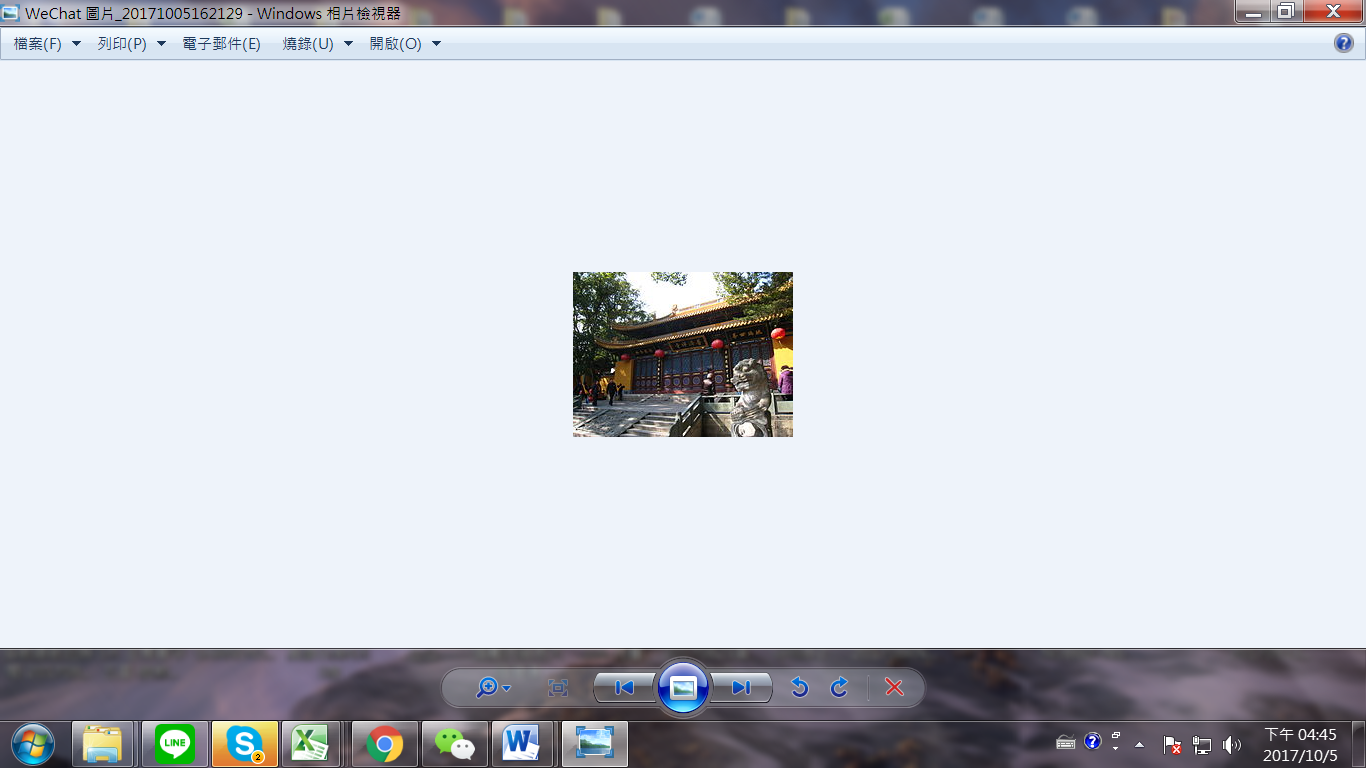 WeChat 圖片_20171005162129 - Windows 相片檢視器
檔案(F) 列印(P) 電子郵件(E) 燒錄(U) 開啟(O)
LINE
2
下午 04:45
2017/10/5